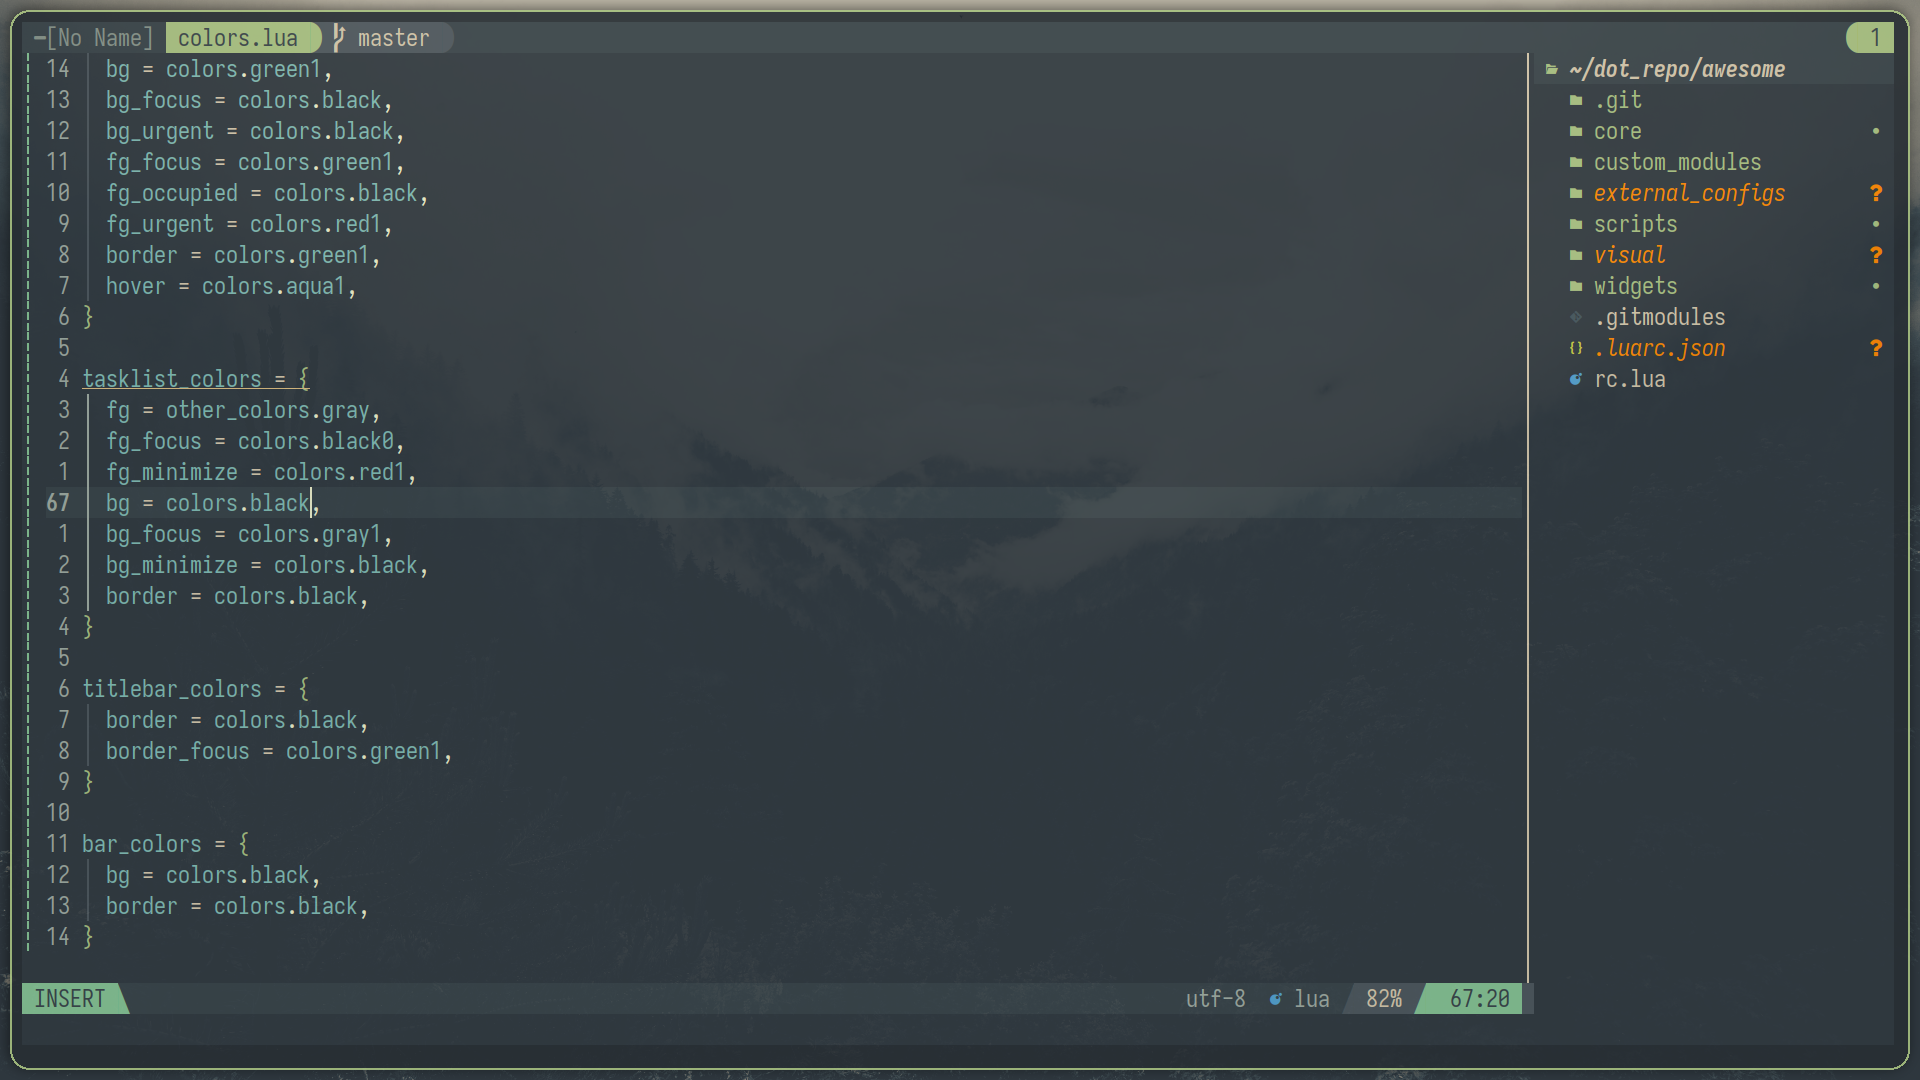 [No Name] colors.lua master 1
14 bg = colors.green1,
13 bg_focus = colors.black,
12 bg_urgent = colors.black,
11 fg_focus = colors.green1,
10 fg_occupied = colors.black,
9 fg_urgent = colors.red1,
8 border = colors.green1,
7 hover = colors.aqua1,
6 }
5
4 tasklist_colors = {
3 fg = other_colors.gray,
2 fg_focus = colors.black0,
1 fg_minimize = colors.red1,
67 bg = colors.black,
1 bg_focus = colors.gray1,
2 bg_minimize = colors.black,
3 border = colors.black,
4 }
5
6 titlebar_colors = {
7 border = colors.black,
8 border_focus = colors.green1,
9 }
10
11 bar_colors = {
12 bg = colors.black,
13 border = colors.black,
14 }
~/dot_repo/awesome
.git
core •
custom_modules
external_configs ?
scripts •
visual ?
widgets •
.gitmodules
{} .luarc.json ?
rc.lua
INSERT utf-8 lua 82% 67:20